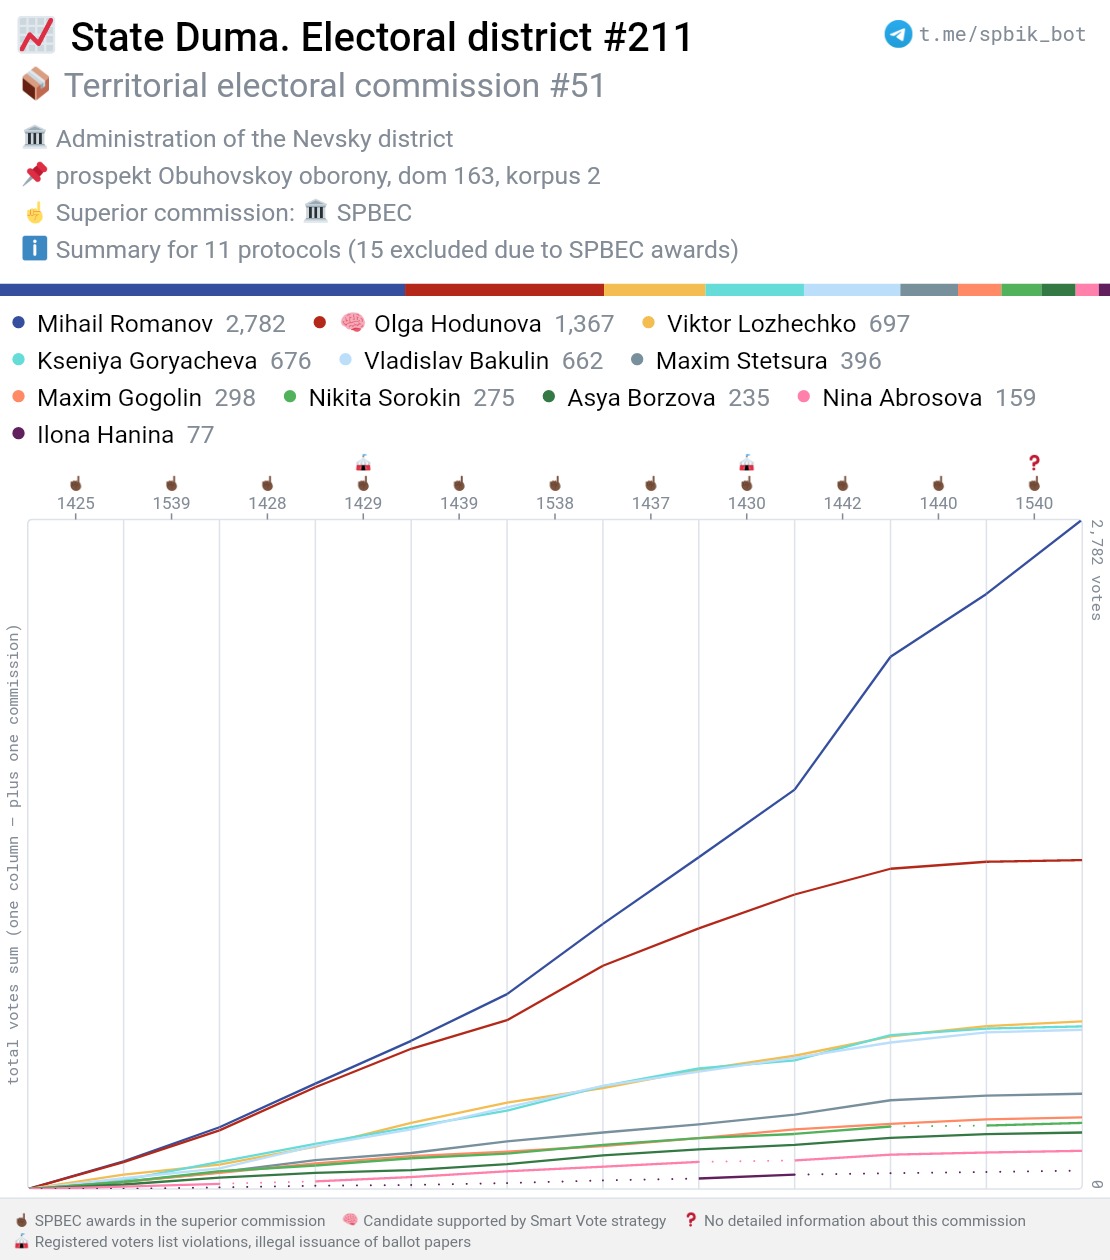 State Duma. Electoral district #211
t.me/spbik_bot
Territorial electoral commission #51
Administration of the Nevsky district
prospekt Obuhovskoy oborony, dom 163, korpus 2
Superior commission: SPBEC
Summary for 11 protocols (15 excluded due to SPBEC awards)
Mihail Romanov 2,782 Olga Hodunova 1,367 Viktor Lozhechko 697
Kseniya Goryacheva 676 Vladislav Bakulin 662 Maxim Stetsura 396
Maxim Gogolin 298 Nikita Sorokin 275 Asya Borzova 235 Nina Abrosova 159
Ilona Hanina 77
1425 1539 1428 1429 1439 1538 1437 1430 1442 1440 1540
2,782 votes
total votes sum (one column — plus one commission)
0
SPBEC awards in the superior commission Candidate supported by Smart Vote strategy No detailed information about this commission
Registered voters list violations, illegal issuance of ballot papers